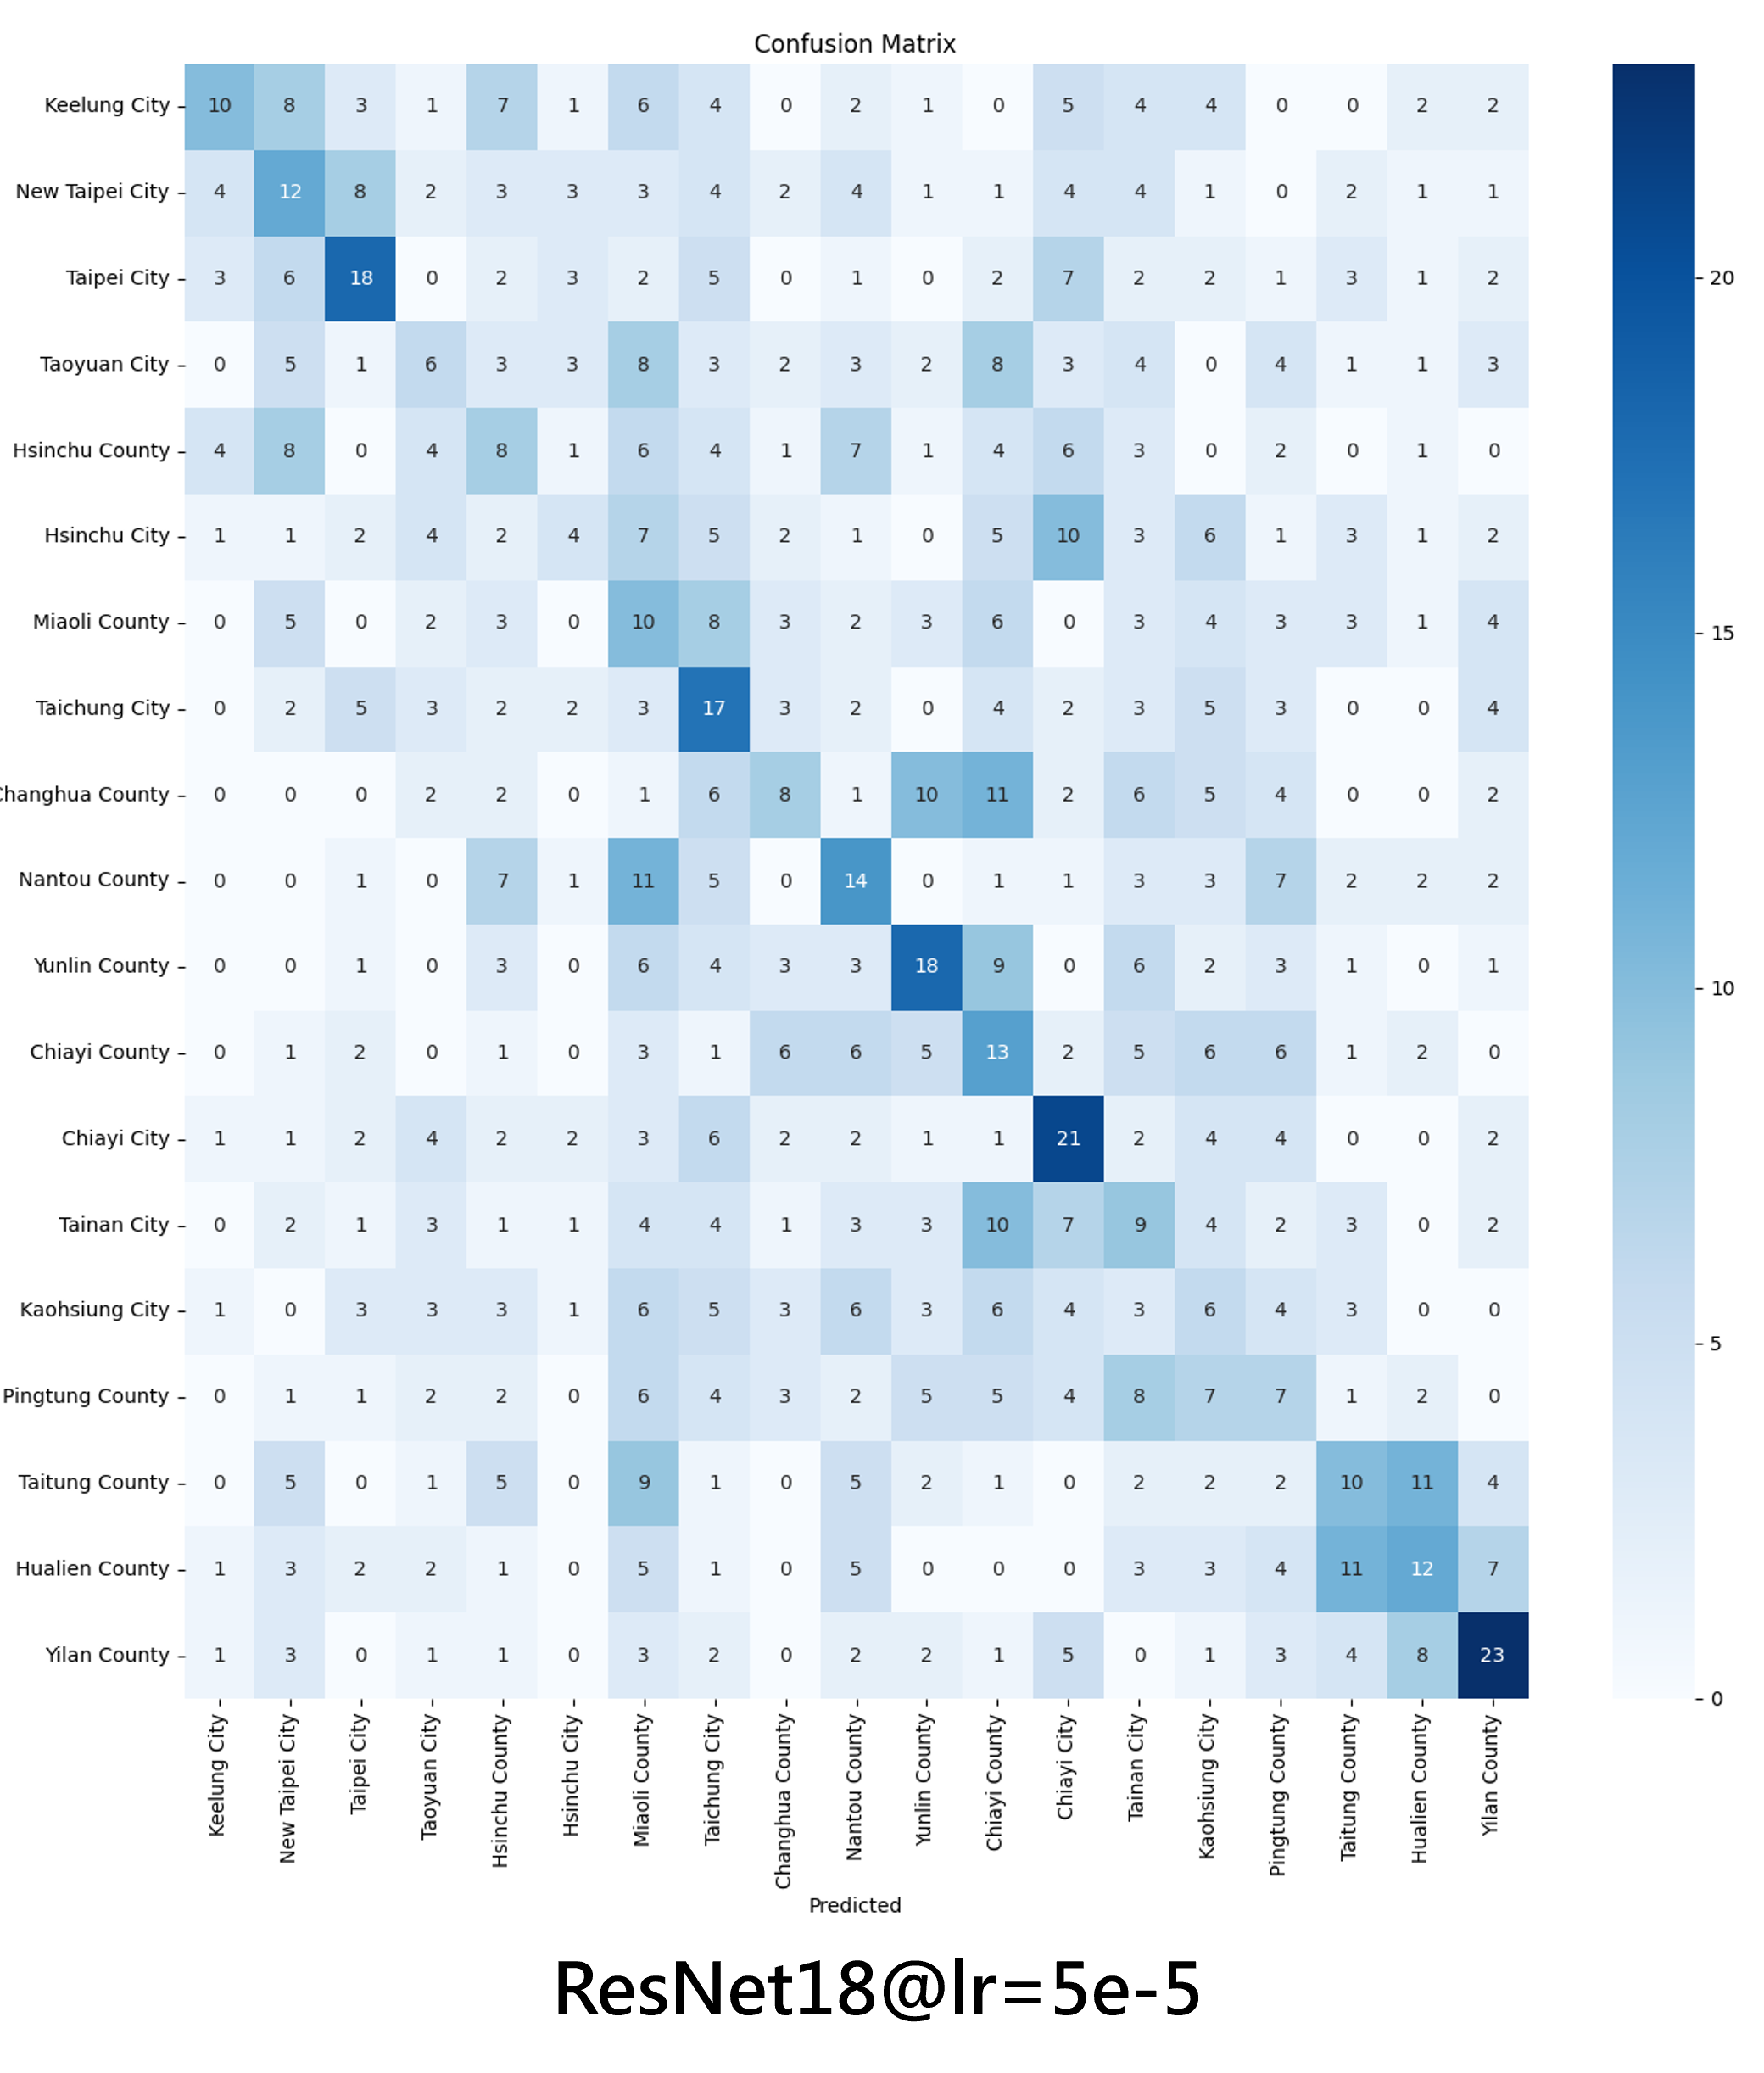 Confusion Matrix
Keelung City 10 8 3 1 7 1 6 4 0 2 1 0 5 4 4 0 0 2 2
New Taipei City 4 12 8 2 3 3 3 4 2 4 1 1 4 4 1 0 2 1 1
Taipei City 3 6 18 0 2 3 2 5 0 1 0 2 7 2 2 1 3 1 2
20
Taoyuan City 0 5 1 6 3 3 8 3 2 3 2 8 3 4 0 4 1 1 3
Hsinchu County 4 8 0 4 8 1 6 4 1 7 1 4 6 3 0 2 0 1 0
Hsinchu City 1 1 2 4 2 4 7 5 2 1 0 5 10 3 6 1 3 1 2
Miaoli County 0 5 0 2 3 0 10 8 3 2 3 6 0 3 4 3 3 1 4
15
Taichung City 0 2 5 3 2 2 3 17 3 2 0 4 2 3 5 3 0 0 4
hanghua County 0 0 0 2 2 0 1 6 8 1 10 11 2 6 5 4 0 0 2
Nantou County 0 0 1 0 7 1 11 5 0 14 0 1 1 3 3 7 2 2 2
Yunlin County 0 0 1 0 3 0 6 4 3 3 18 9 0 6 2 3 1 0 1
10
Chiayi County 0 1 2 0 1 0 3 1 6 6 5 13 2 5 6 6 1 2 0
Chiayi City 1 1 2 4 2 2 3 6 2 2 1 1 21 2 4 4 0 0 2
Tainan City 0 2 1 3 1 1 4 4 1 3 3 10 7 9 4 2 3 0 2
Kaohsiung City 1 0 3 3 3 1 6 5 3 6 3 6 4 3 6 4 3 0 0
5
Pingtung County 0 1 1 2 2 0 6 4 3 2 5 5 4 8 7 7 1 2 0
Taitung County 0 5 0 1 5 0 9 1 0 5 2 1 0 2 2 2 10 11 4
Hualien County 1 3 2 2 1 0 5 1 0 5 0 0 0 3 3 4 11 12 7
Yilan County 1 3 0 1 1 0 3 2 0 2 2 1 5 0 1 3 4 8 23
0
Keelung City
New Taipei City
Taipei City
Taoyuan City
Hsinchu County
Hsinchu City
Miaoli County
Taichung City
Changhua County
Nantou County
Yunlin County
Chiayi County
Chiayi City
Tainan City
Kaohsiung City
Pingtung County
Taitung County
Hualien County
Yilan County
Predicted
ResNet18@lr=5e-5